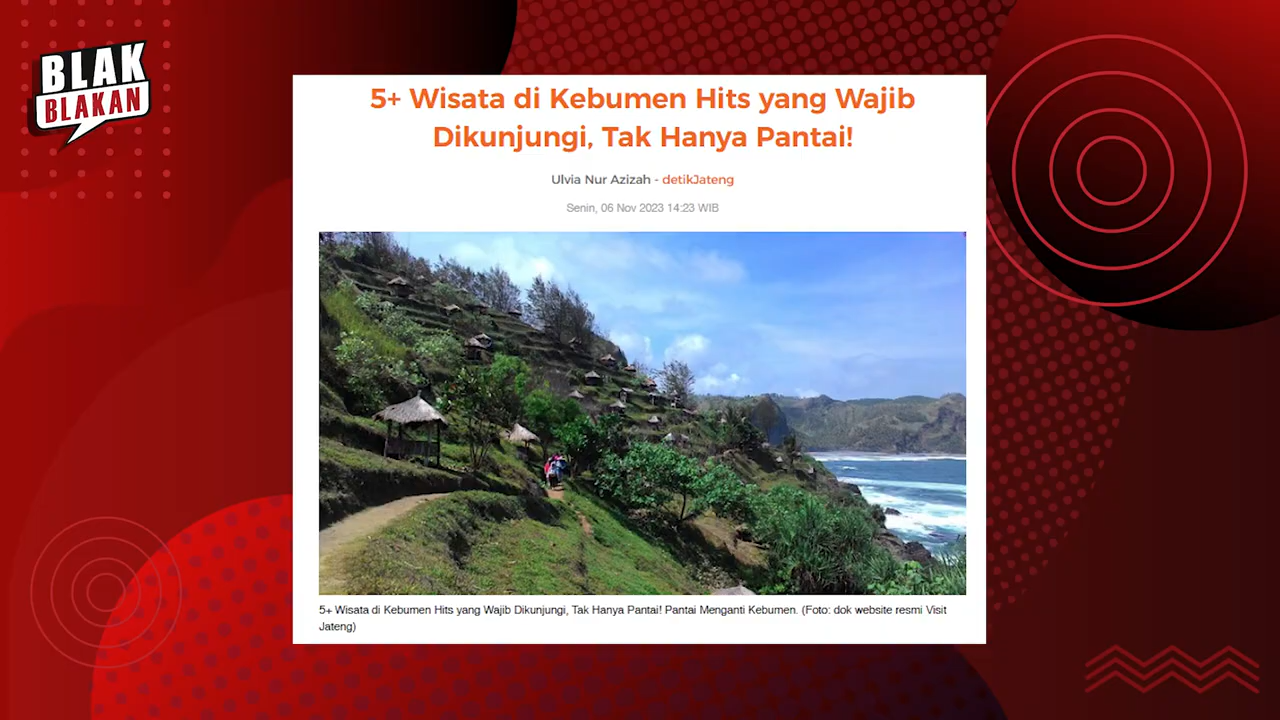 BLAK
BLAKAN
5+ Wisata di Kebumen Hits yang Wajib
Dikunjungi, Tak Hanya Pantai!
Ulvia Nur Azizah - detikJateng
Senin, 06 Nov 2023 14:23 WIB
5+ Wisata di Kebumen Hits yang Wajib Dikunjungi, Tak Hanya Pantai! Pantai Menganti Kebumen. (Foto: dok website resmi Visit
Jateng)